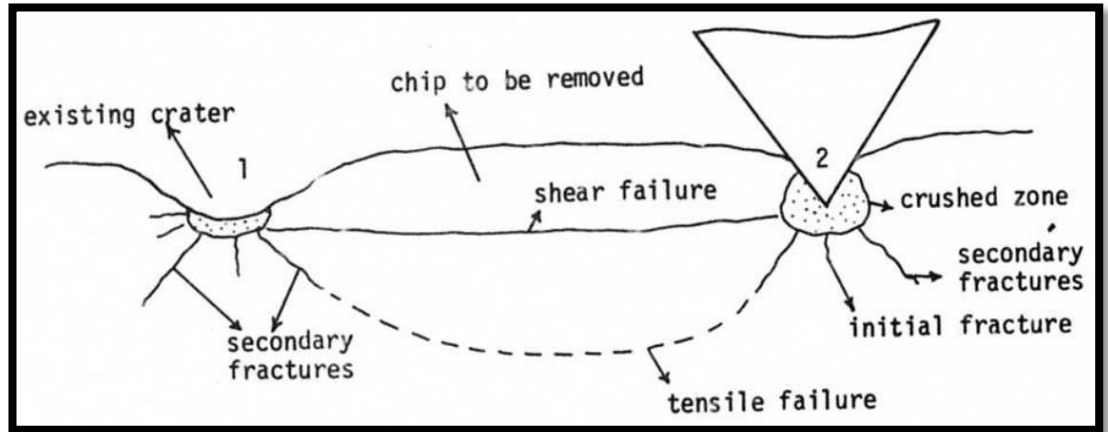 chip to be removed
existing crater
1
2
shear failure
crushed zone
secondary
fractures
initial fracture
secondary
fractures
tensile failure